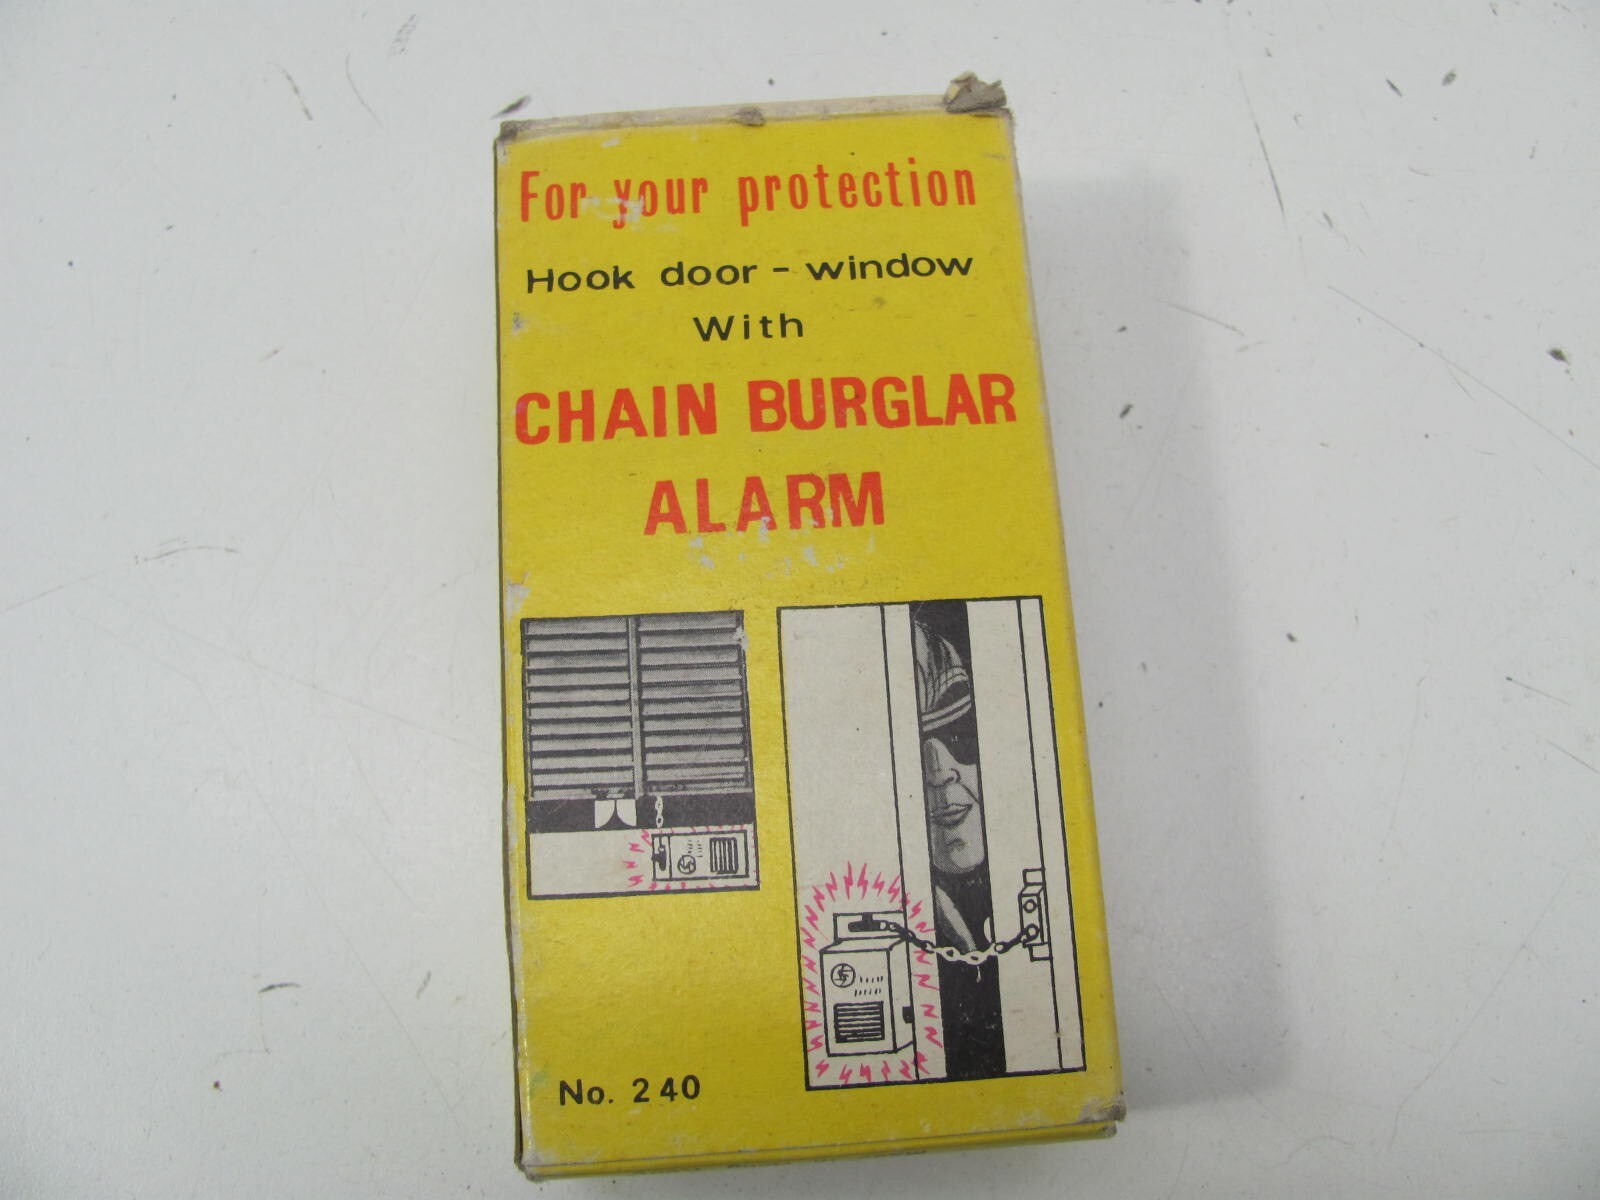 For your protection
Hook door - window
With
CHAIN BURGLAR
ALARM
No. 240